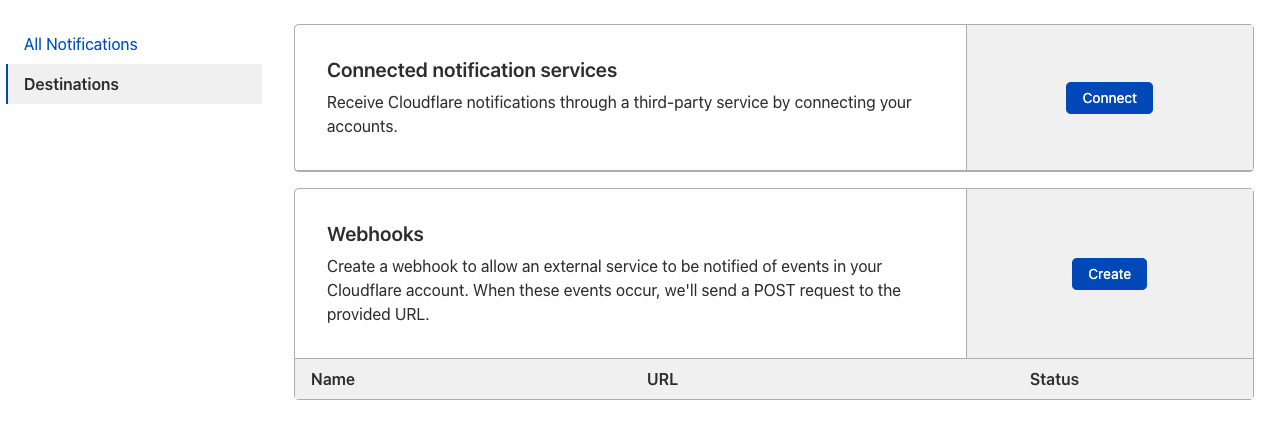 All Notifications
Destinations
Connected notification services
Receive Cloudflare notifications through a third-party service by connecting your
accounts.
Connect
Webhooks
Create a webhook to allow an external service to be notified of events in your
Cloudflare account. When these events occur, we'll send a POST request to the
provided URL.
Create
Name URL Status